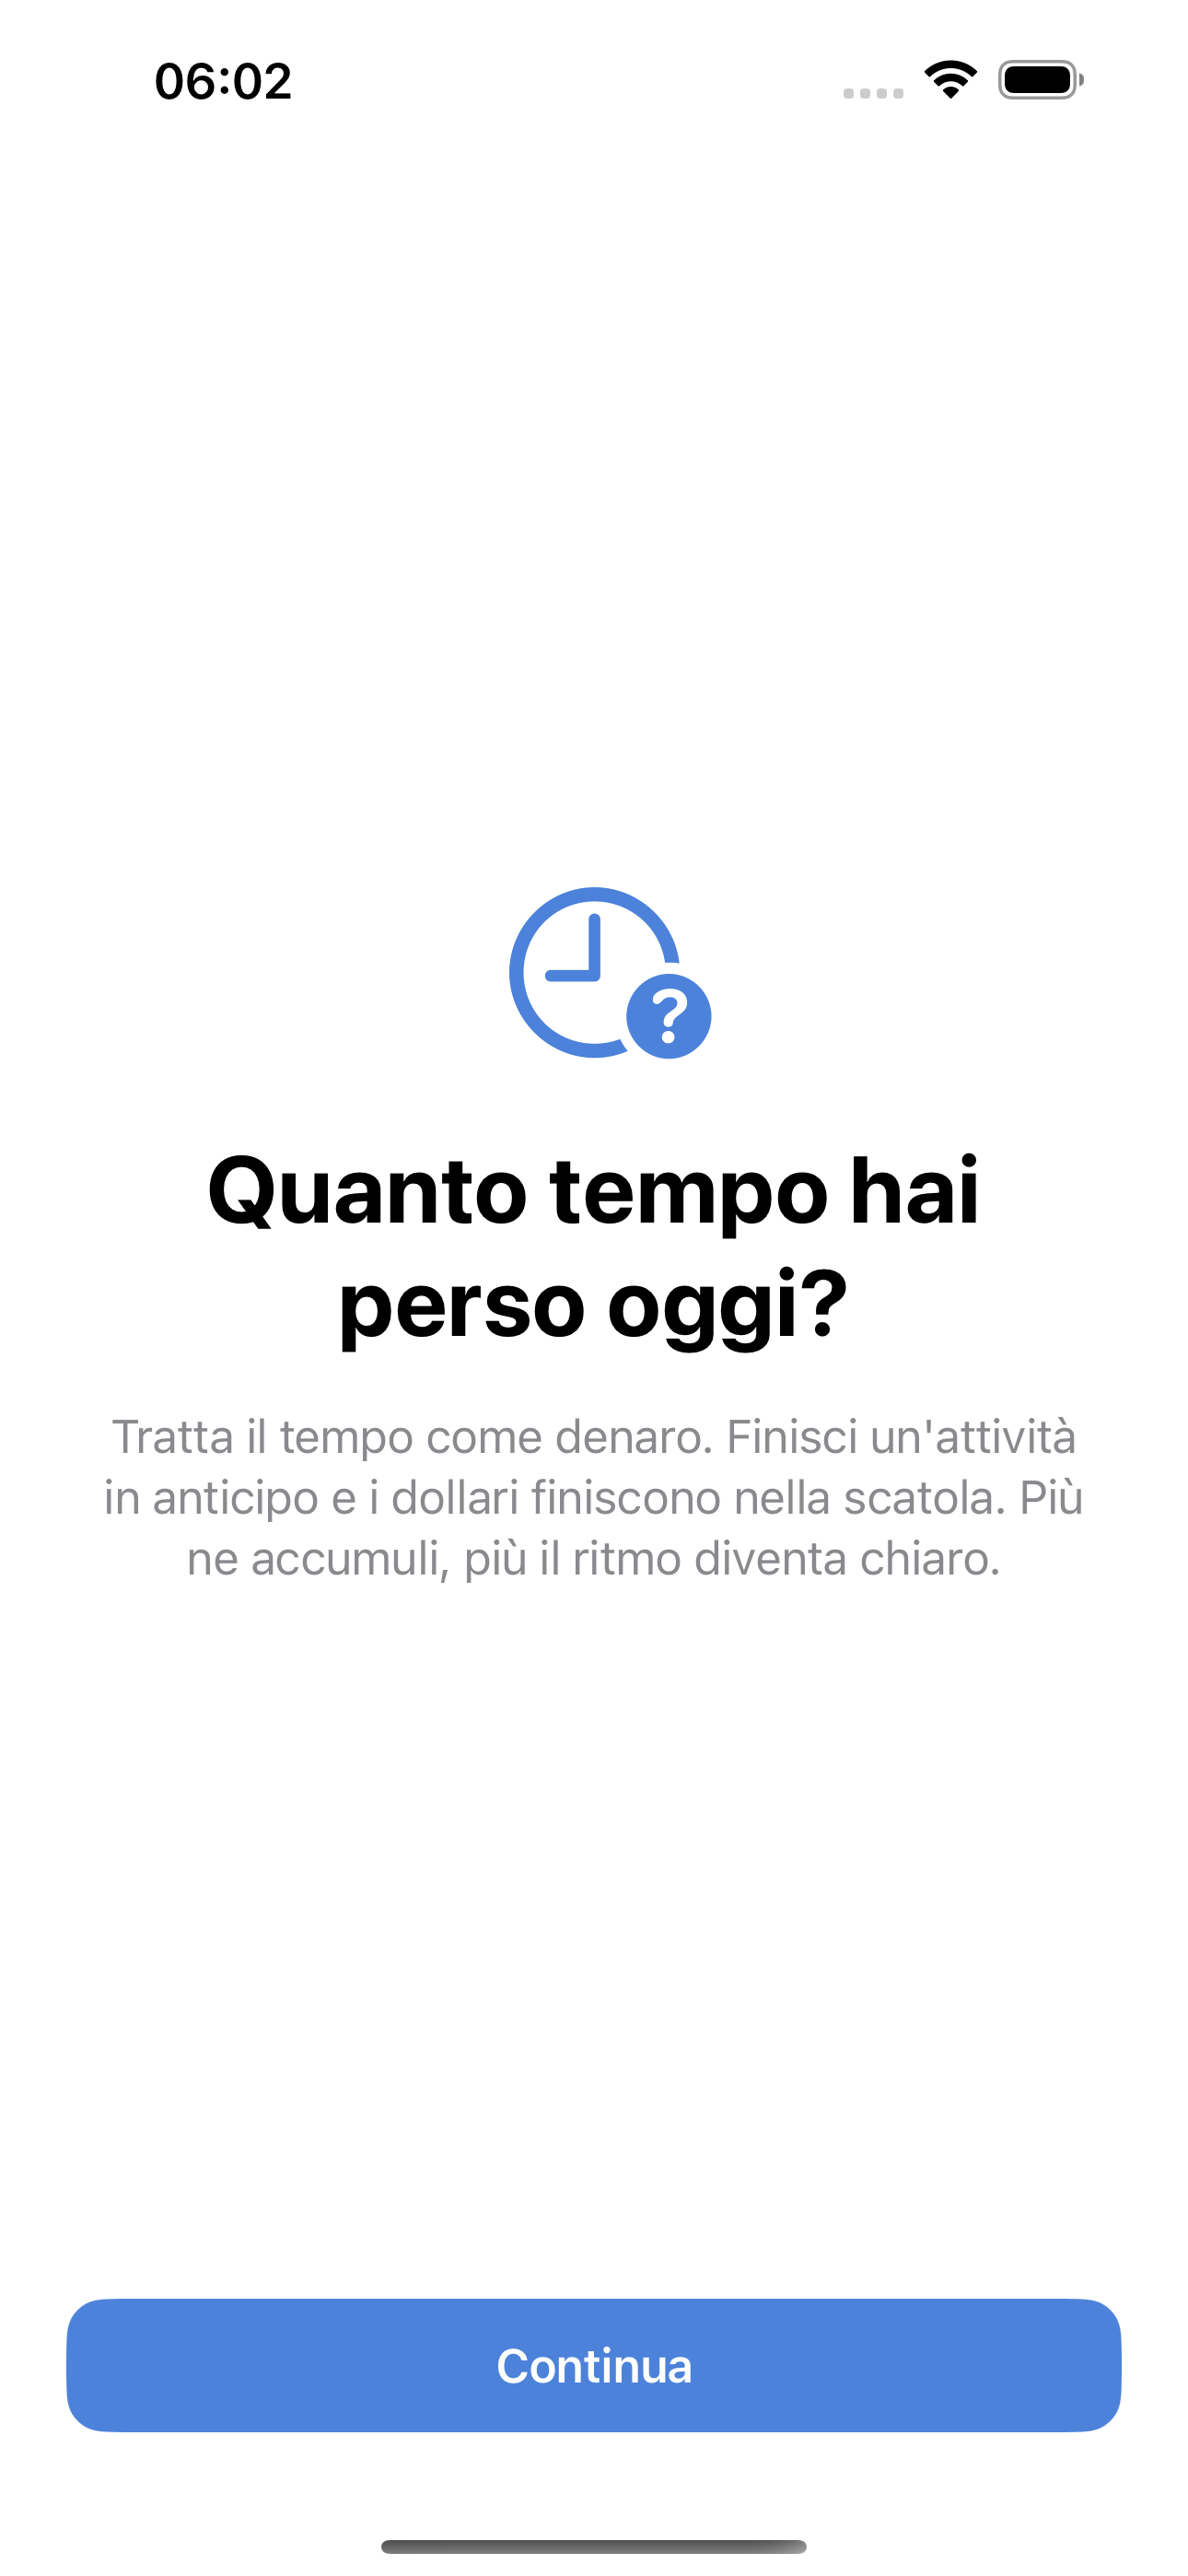 06:02
?
Quanto tempo hai
perso oggi?
Tratta il tempo come denaro. Finisci un'attività
in anticipo e i dollari finiscono nella scatola. Più
ne accumuli, più il ritmo diventa chiaro.
Continua